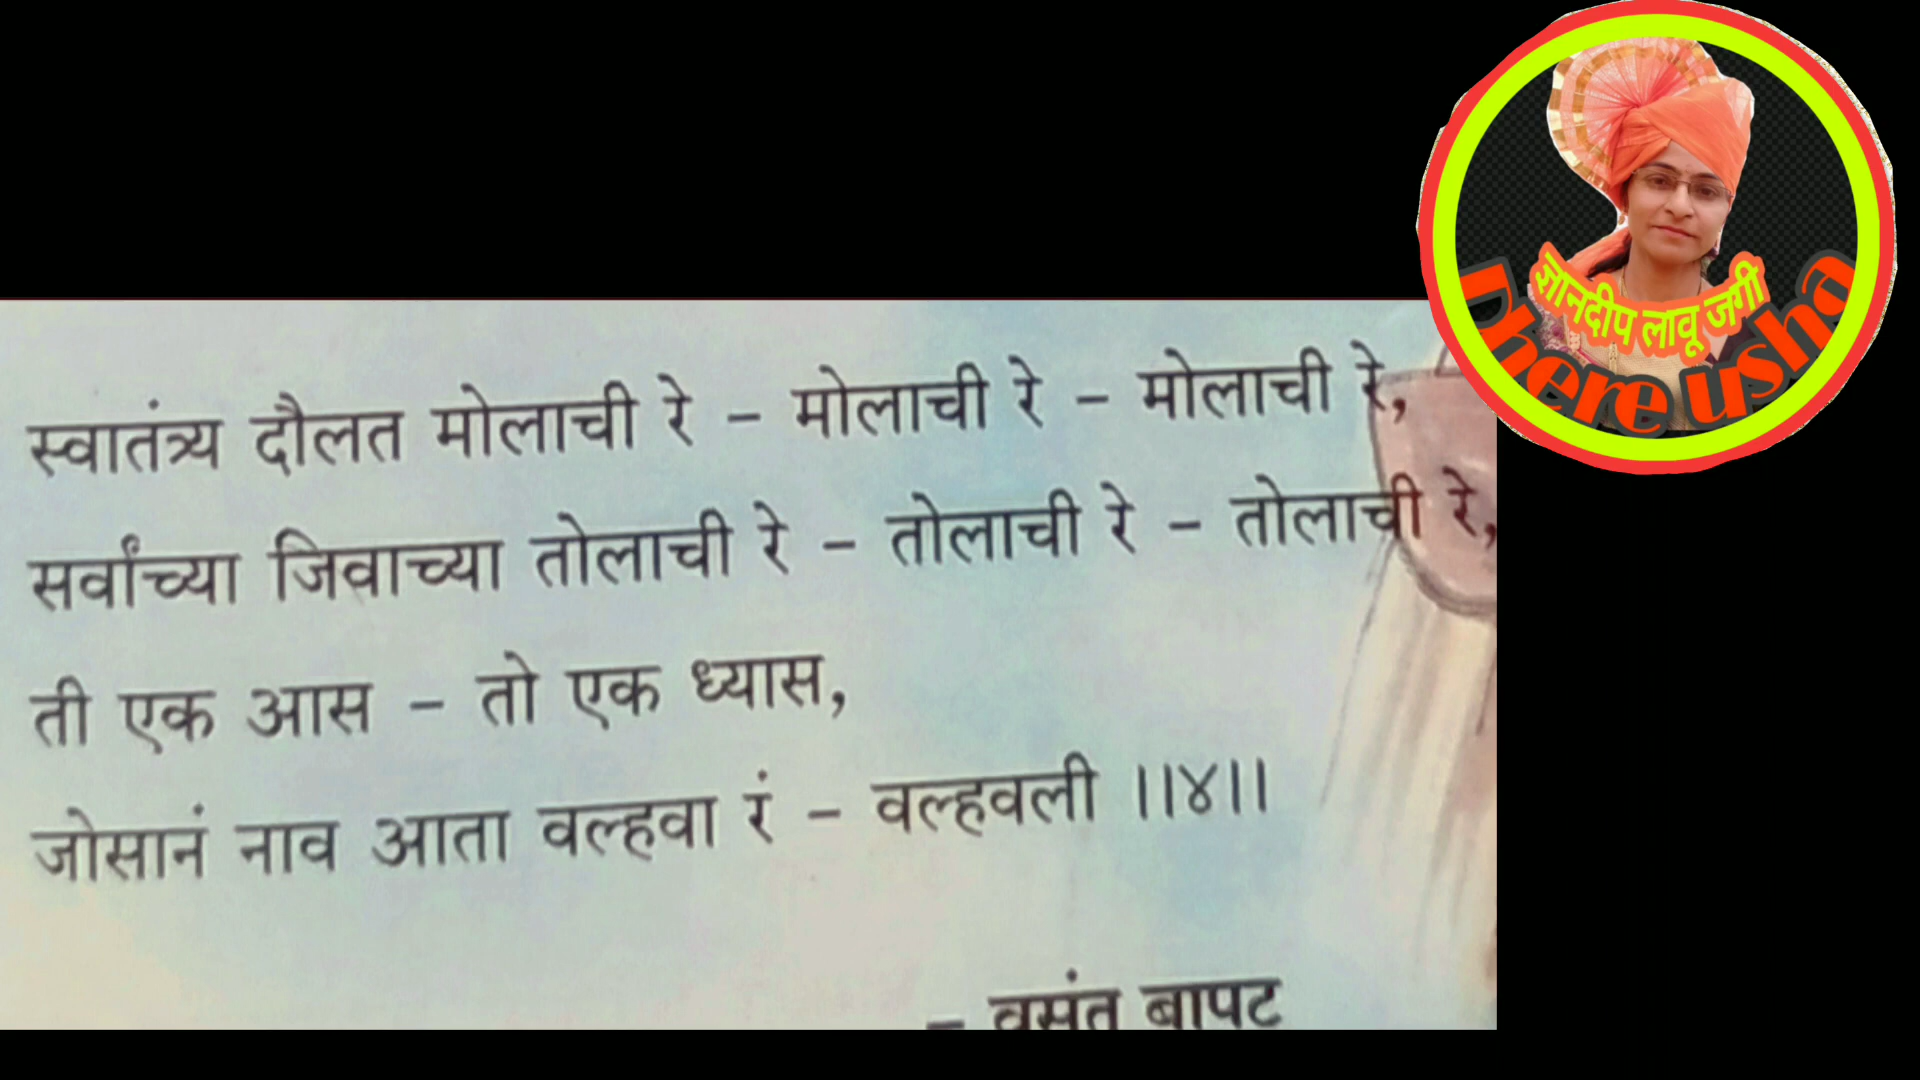 स्वातंत्र्य दौलत मोलाची रे – मोलाची रे – मोलाची रे,
सर्वांच्या जिवाच्या तोलाची रे – तोलाची रे – तोलाची रे,
ती एक आस – तो एक ध्यास,
जोसानं नाव आता वल्हवा रं – वल्हवली ।।४।।
– वसंत बापट
ज्ञानदीप लावू जगी
Dhere usha